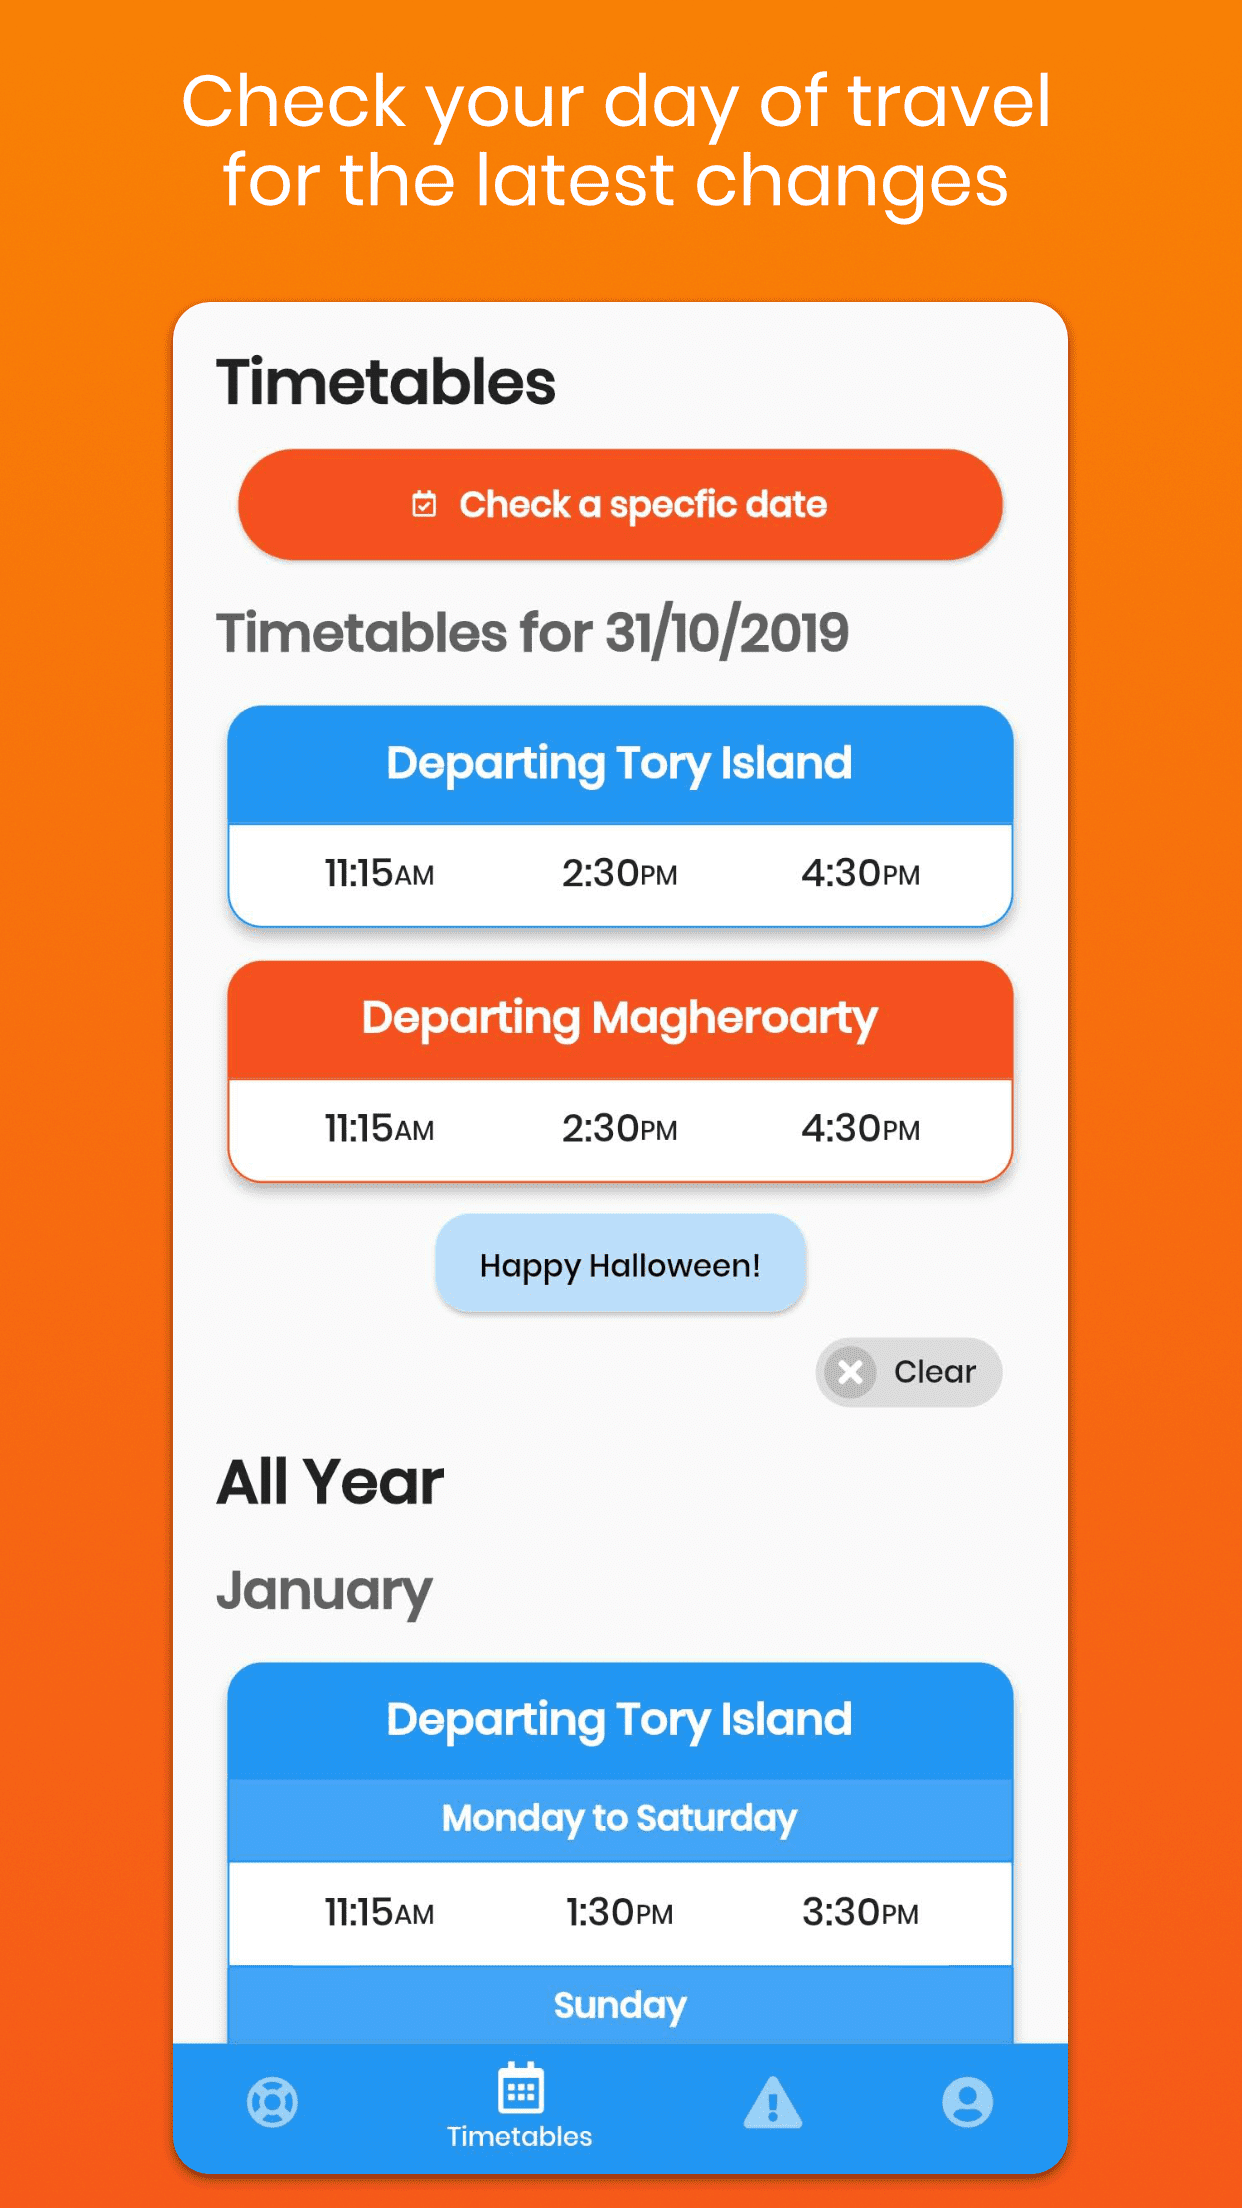 Check your day of travel
for the latest changes
Timetables
Check a specfic date
Timetables for 31/10/2019
Departing Tory Island
11:15AM 2:30PM 4:30PM
Departing Magheroarty
11:15AM 2:30PM 4:30PM
Happy Halloween!
Clear
All Year
January
Departing Tory Island
Monday to Saturday
11:15AM 1:30PM 3:30PM
Sunday
Timetables